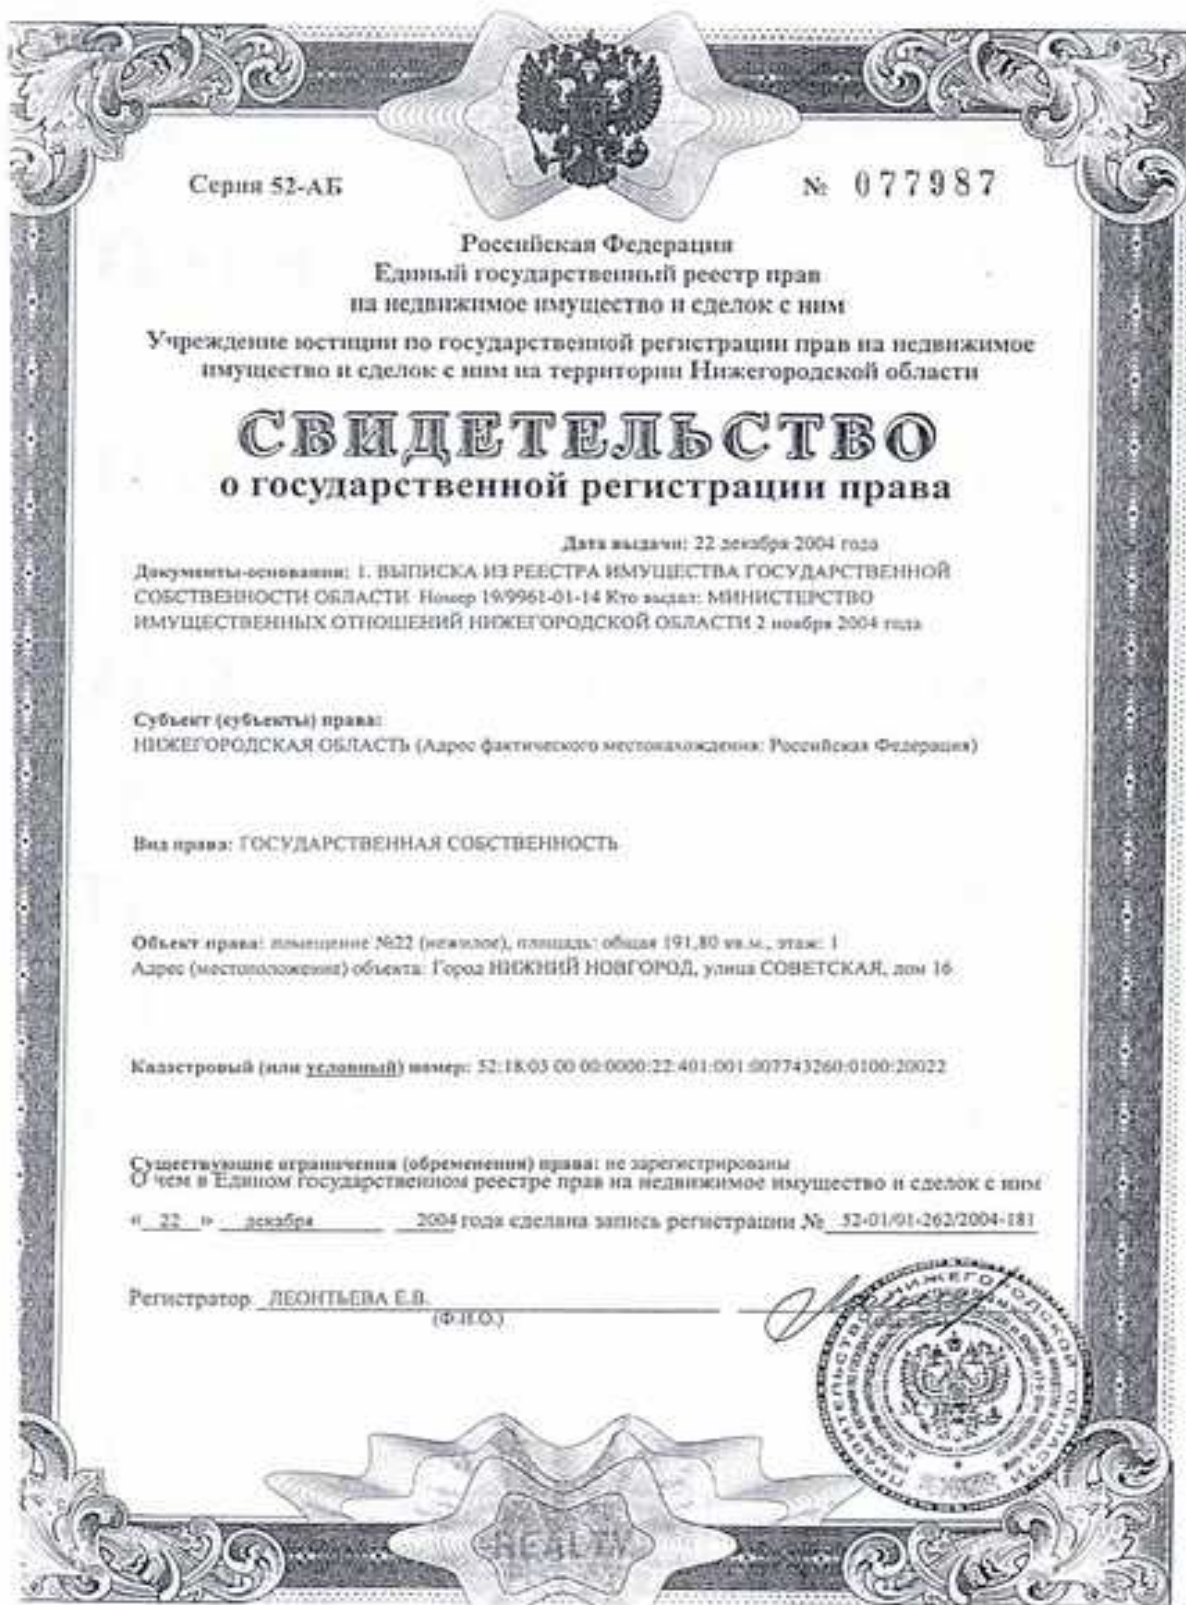 Серия 52-АБ № 077987
Российская Федерация
Единый государственный реестр прав
на недвижимое имущество и сделок с ним
Учреждение юстиции по государственной регистрации прав на недвижимое
имущество и сделок с ним на территории Нижегородской области
СВИДЕТЕЛЬСТВО
о государственной регистрации права
Дата выдачи: 22 декабря 2004 года
Документы-основания: 1. ВЫПИСКА ИЗ РЕЕСТРА ИМУЩЕСТВА ГОСУДАРСТВЕННОЙ
СОБСТВЕННОСТИ ОБЛАСТИ Номер 19/9961-01-14 Кто выдал: МИНИСТЕРСТВО
ИМУЩЕСТВЕННЫХ ОТНОШЕНИЙ НИЖЕГОРОДСКОЙ ОБЛАСТИ 2 ноября 2004 года
Субъект (субъекты) права:
НИЖЕГОРОДСКАЯ ОБЛАСТЬ (Адрес фактического местонахождения: Российская Федерация)
Вид права: ГОСУДАРСТВЕННАЯ СОБСТВЕННОСТЬ
Объект права: помещение №22 (нежилое), площадь: общая 191,80 кв.м., этаж: 1
Адрес (местоположение) объекта: Город НИЖНИЙ НОВГОРОД, улица СОВЕТСКАЯ, дом 16
Кадастровый (или условный) номер: 52:18:03 00 00:0000:22:401:001:007743260:0100:20022
Существующие ограничения (обременения) права: не зарегистрированы
О чем в Едином государственном реестре прав на недвижимое имущество и сделок с ним
« 22 » декабря 2004 года сделана запись регистрации № 52-01/01-262/2004-181
Регистратор ЛЕОНТЬЕВА Е.В.
(Ф.И.О.)
ПРАВИТЕЛЬСТВО НИЖЕГОРОДСКОЙ ОБЛАСТИ
REALTY